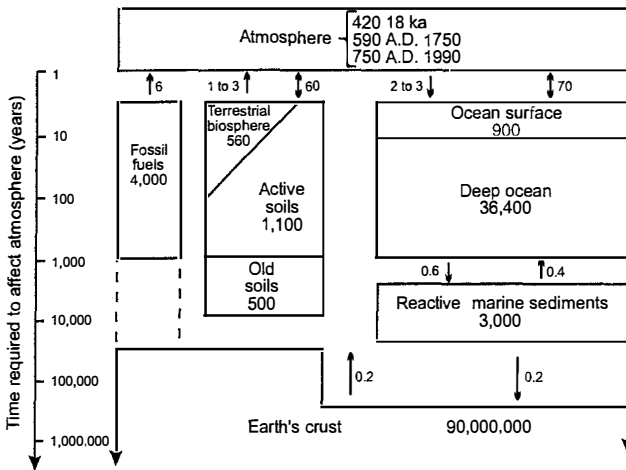 420 18 ka
Atmosphere 590 A.D. 1750
750 A.D. 1990
Time required to affect atmosphere (years)
1
10
100
1,000
10,000
100,000
1,000.000
6
1 to 3
60
2 to 3
70
Fossil
fuels
4,000
Terrestrial
biosphere
560
Active
soils
1,100
Old
soils
500
Ocean surface
900
Deep ocean
36,400
0.6
0.4
Reactive marine sediments
3,000
0.2
0.2
Earth's crust 90,000,000